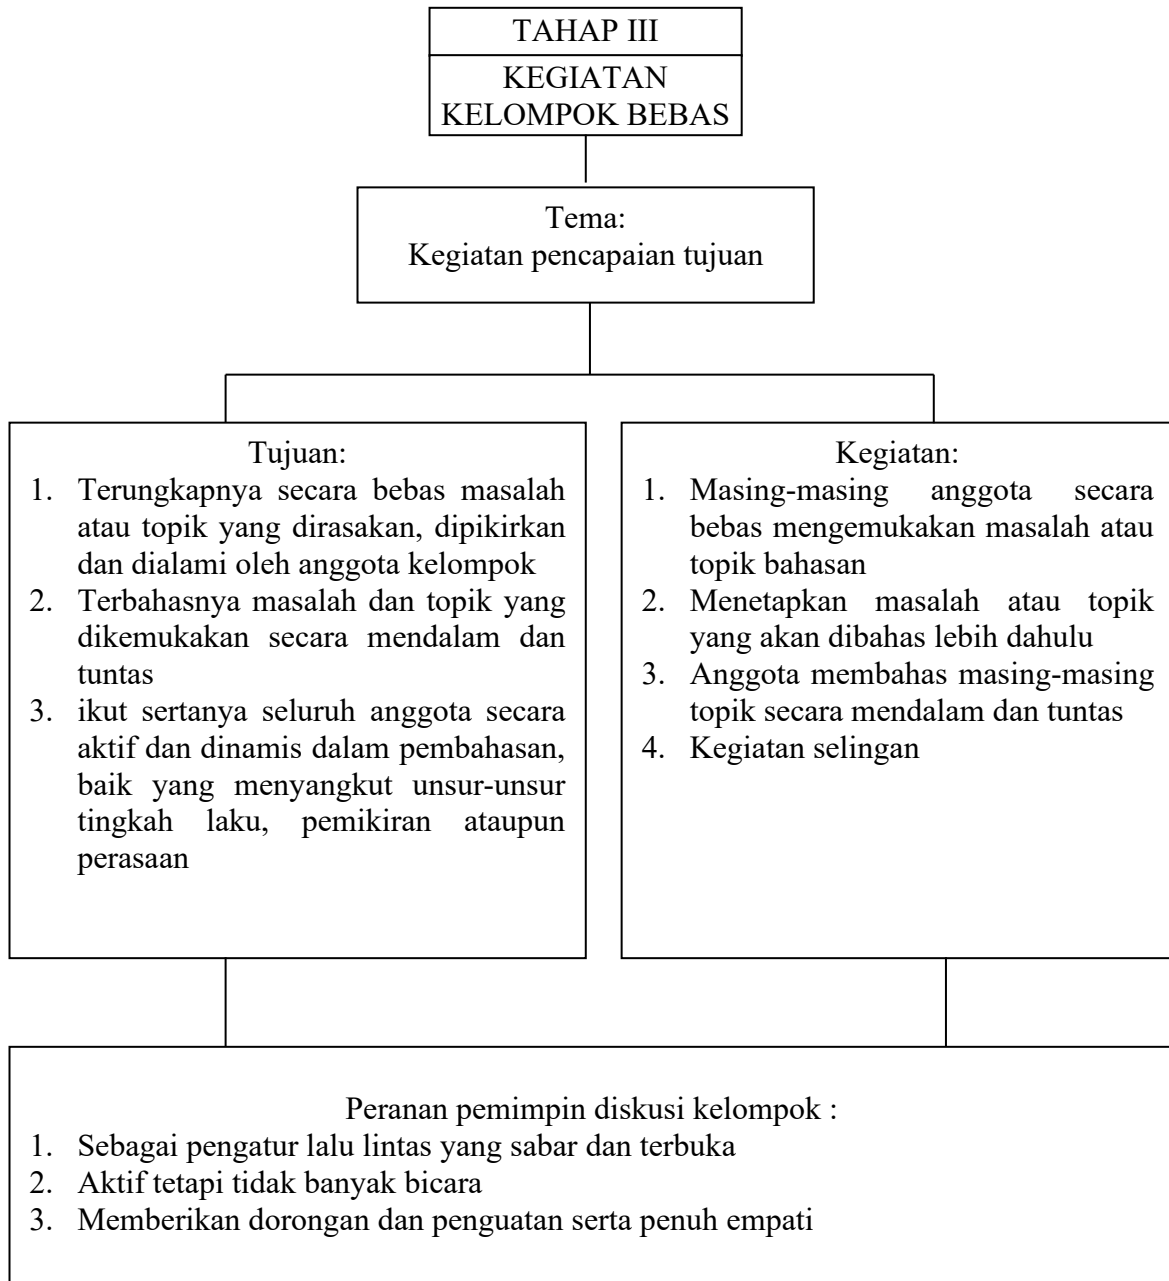 TAHAP III
KEGIATAN
KELOMPOK BEBAS
Tema:
Kegiatan pencapaian tujuan
Tujuan:
1. Terungkapnya secara bebas masalah
atau topik yang dirasakan, dipikirkan
dan dialami oleh anggota kelompok
2. Terbahasnya masalah dan topik yang
dikemukakan secara mendalam dan
tuntas
3. ikut sertanya seluruh anggota secara
aktif dan dinamis dalam pembahasan,
baik yang menyangkut unsur-unsur
tingkah laku, pemikiran ataupun
perasaan
Kegiatan:
1. Masing-masing anggota secara
bebas mengemukakan masalah atau
topik bahasan
2. Menetapkan masalah atau topik
yang akan dibahas lebih dahulu
3. Anggota membahas masing-masing
topik secara mendalam dan tuntas
4. Kegiatan selingan
Peranan pemimpin diskusi kelompok :
1. Sebagai pengatur lalu lintas yang sabar dan terbuka
2. Aktif tetapi tidak banyak bicara
3. Memberikan dorongan dan penguatan serta penuh empati